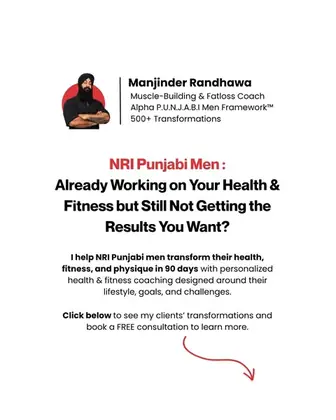 Manjinder Randhawa
Muscle-Building & Fatloss Coach
Alpha P.U.N.J.A.B.I Men Framework™
500+ Transformations
NRI Punjabi Men :
Already Working on Your Health &
Fitness but Still Not Getting the
Results You Want?
I help NRI Punjabi men transform their health,
fitness, and physique in 90 days with personalized
health & fitness coaching designed around their
lifestyle, goals, and challenges.
Click below to see my clients' transformations and
book a FREE consultation to learn more.